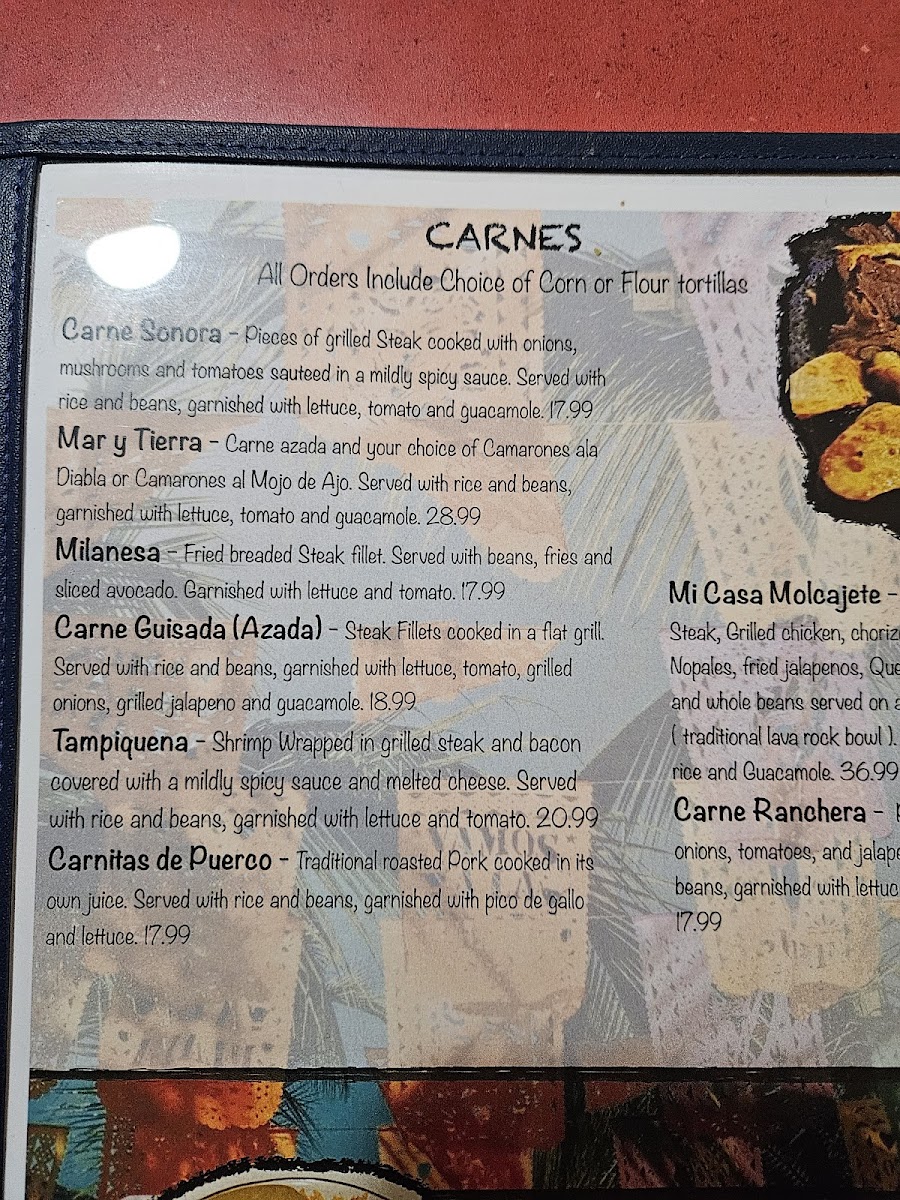 CARNES
All Orders Include Choice of Corn or Flour tortillas
Carne Sonora - Pieces of grilled Steak cooked with onions,
mushrooms and tomatoes sauteed in a mildly spicy sauce. Served with
rice and beans, garnished with lettuce, tomato and guacamole. 17.99
Mar y Tierra - Carne azada and your choice of Camarones ala
Diabla or Camarones al Mojo de Ajo. Served with rice and beans,
garnished with lettuce, tomato and guacamole. 28.99
Milanesa - Fried breaded Steak fillet. Served with beans, fries and
sliced avocado. Garnished with lettuce and tomato. 17.99
Carne Guisada (Azada) - Steak Fillets cooked in a flat grill.
Served with rice and beans, garnished with lettuce, tomato, grilled
onions, grilled jalapeno and guacamole. 18.99
Tampiquena - Shrimp Wrapped in grilled steak and bacon
covered with a mildly spicy sauce and melted cheese. Served
with rice and beans, garnished with lettuce and tomato. 20.99
Carnitas de Puerco - Traditional roasted Pork cooked in its
own juice. Served with rice and beans, garnished with pico de gallo
and lettuce. 17.99
Mi Casa Molcajete -
Steak, Grilled chicken,
Nopales, fried jalapenos,
and whole beans served on
( traditional lava rock bowl ).
rice and Guacamole. 36.99
Carne Ranchera -
onions, tomatoes, and
beans, garnished with
17.99